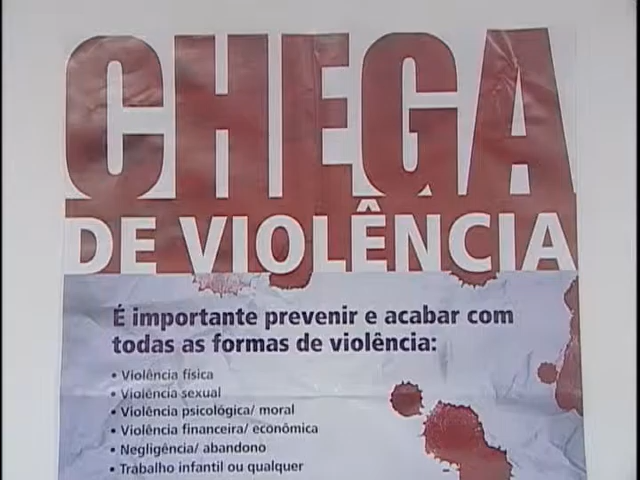 CHEGA
DE VIOLÊNCIA
É importante prevenir e acabar com
todas as formas de violência:
• Violência física
• Violência sexual
• Violência psicológica/ moral
• Violência financeira/ econômica
• Negligência/ abandono
• Trabalho infantil ou qualquer